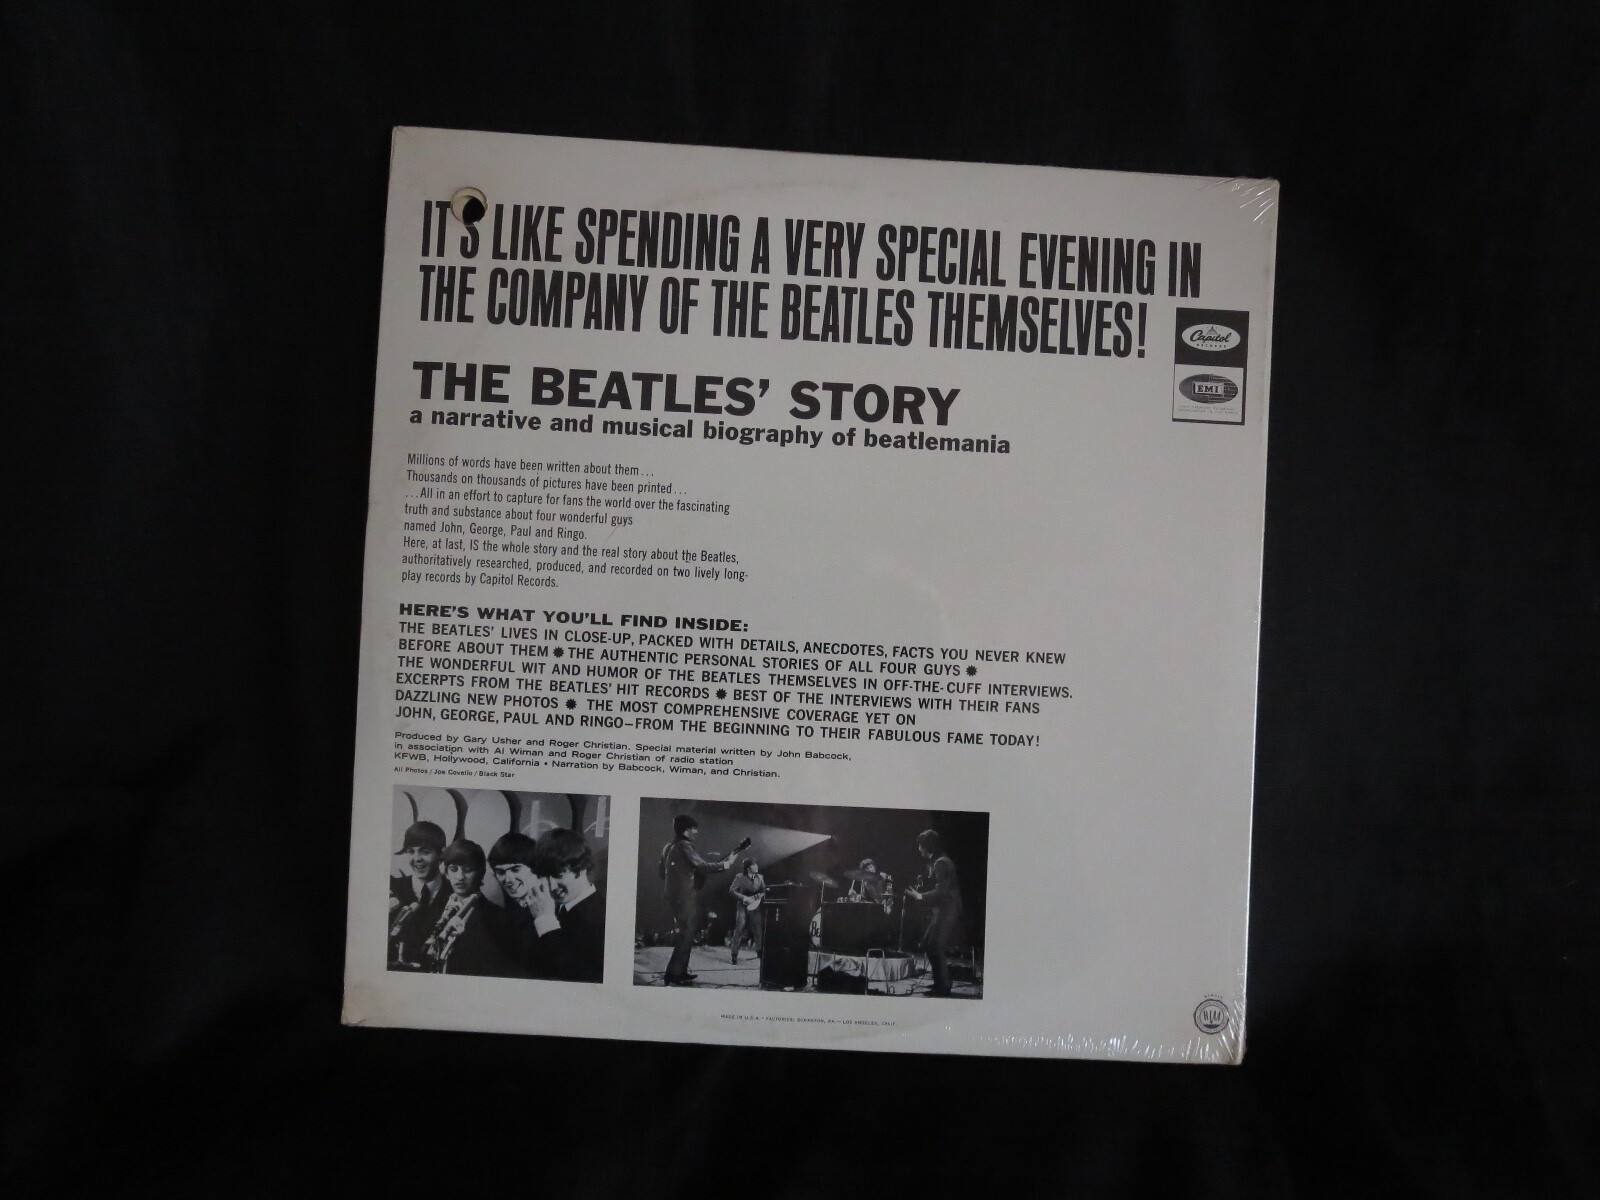 IT'S LIKE SPENDING A VERY SPECIAL EVENING IN
THE COMPANY OF THE BEATLES THEMSELVES!
Capitol
RECORDS
EMI
THE BEATLES' STORY
a narrative and musical biography of beatlemania
Millions of words have been written about them...
Thousands on thousands of pictures have been printed...
...All in an effort to capture for fans the world over the fascinating
truth and substance about four wonderful guys
named John, George, Paul and Ringo.
Here, at last, IS the whole story and the real story about the Beatles,
authoritatively researched, produced, and recorded on two lively long-
play records by Capitol Records.
HERE'S WHAT YOU'LL FIND INSIDE:
THE BEATLES' LIVES IN CLOSE-UP, PACKED WITH DETAILS, ANECDOTES, FACTS YOU NEVER KNEW
BEFORE ABOUT THEM ✹ THE AUTHENTIC PERSONAL STORIES OF ALL FOUR GUYS ✹
THE WONDERFUL WIT AND HUMOR OF THE BEATLES THEMSELVES IN OFF-THE-CUFF INTERVIEWS.
EXCERPTS FROM THE BEATLES' HIT RECORDS ✹ BEST OF THE INTERVIEWS WITH THEIR FANS
DAZZLING NEW PHOTOS ✹ THE MOST COMPREHENSIVE COVERAGE YET ON
JOHN, GEORGE, PAUL AND RINGO—FROM THE BEGINNING TO THEIR FABULOUS FAME TODAY!
Produced by Gary Usher and Roger Christian. Special material written by John Babcock,
in association with Al Wiman and Roger Christian of radio station
KFWB, Hollywood, California • Narration by Babcock, Wiman, and Christian.
All Photos / Joe Covello / Black Star
MADE IN U.S.A. • FACTORIES: SCRANTON, PA. — LOS ANGELES, CALIF.